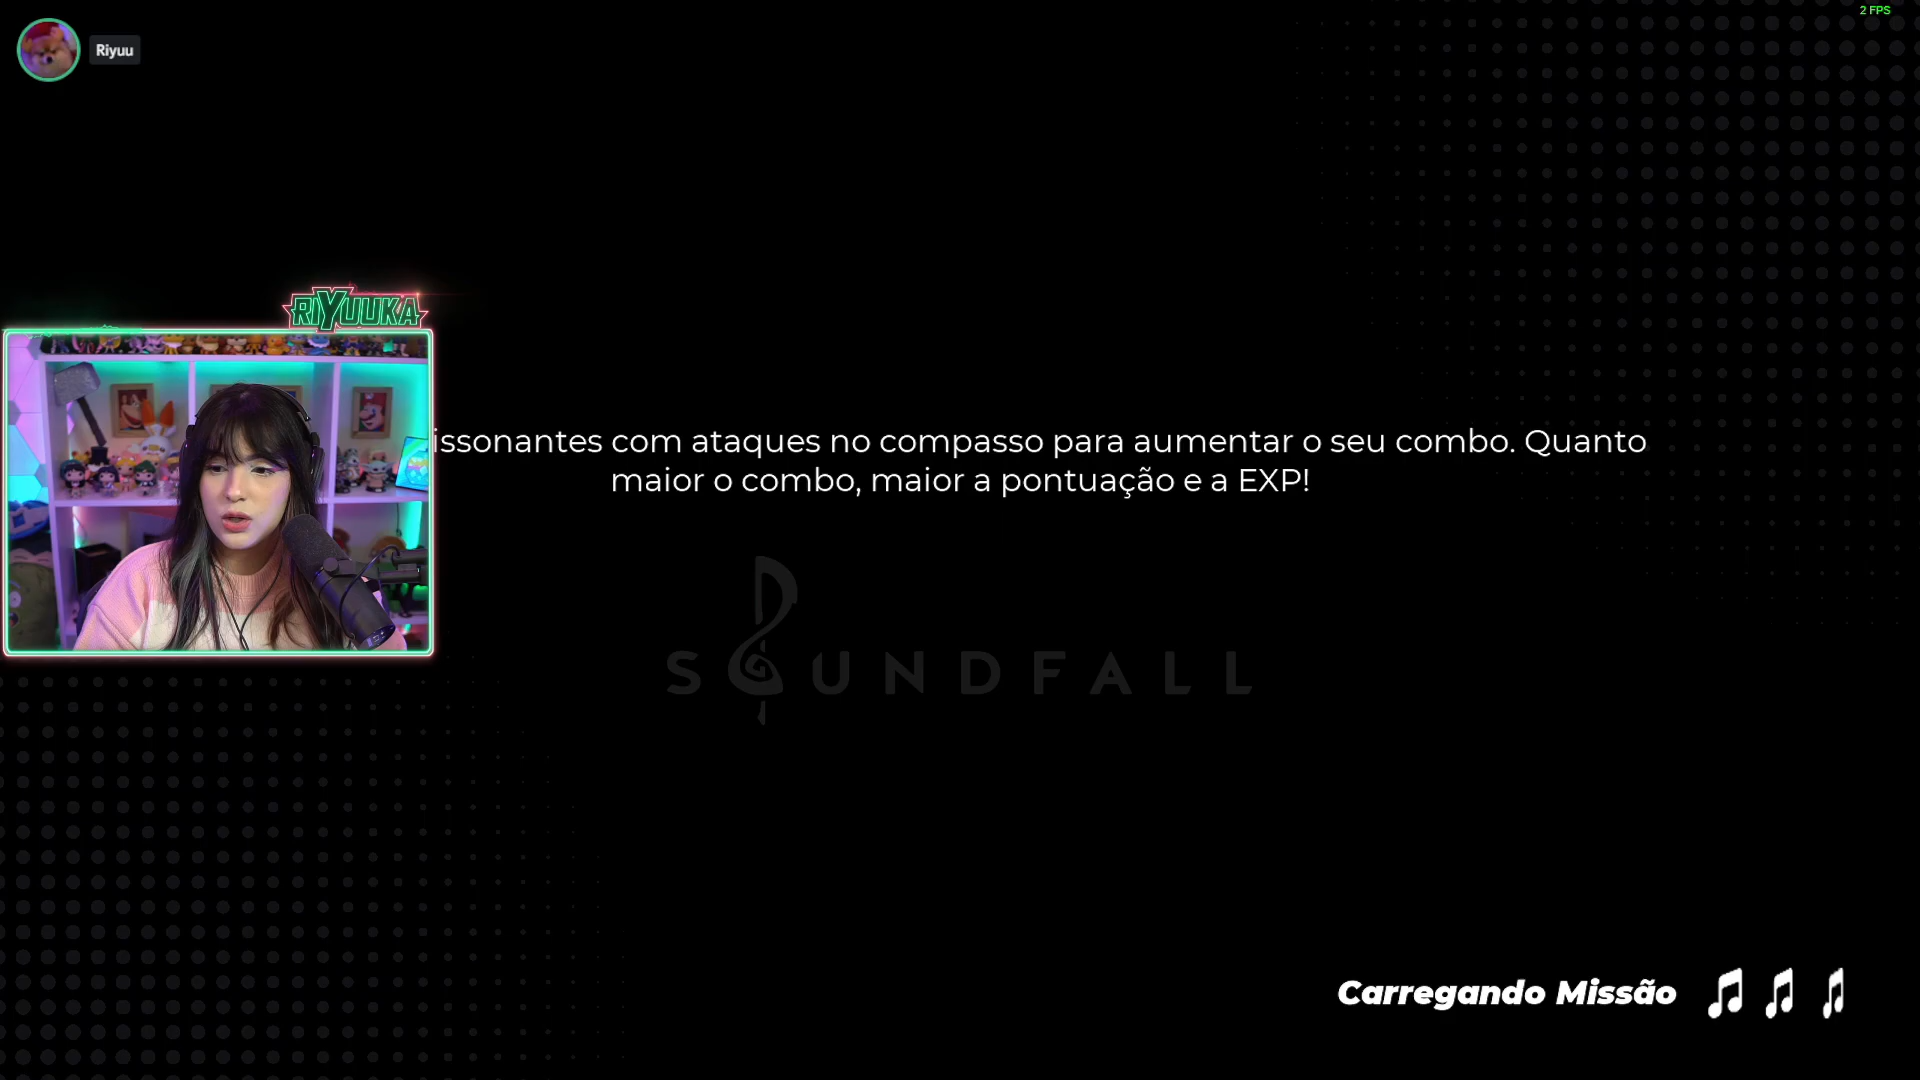 2 FPS
Riyuu
RIYUUKA
issonantes com ataques no compasso para aumentar o seu combo. Quanto
maior o combo, maior a pontuação e a EXP!
SOUNDFALL
Carregando Missão